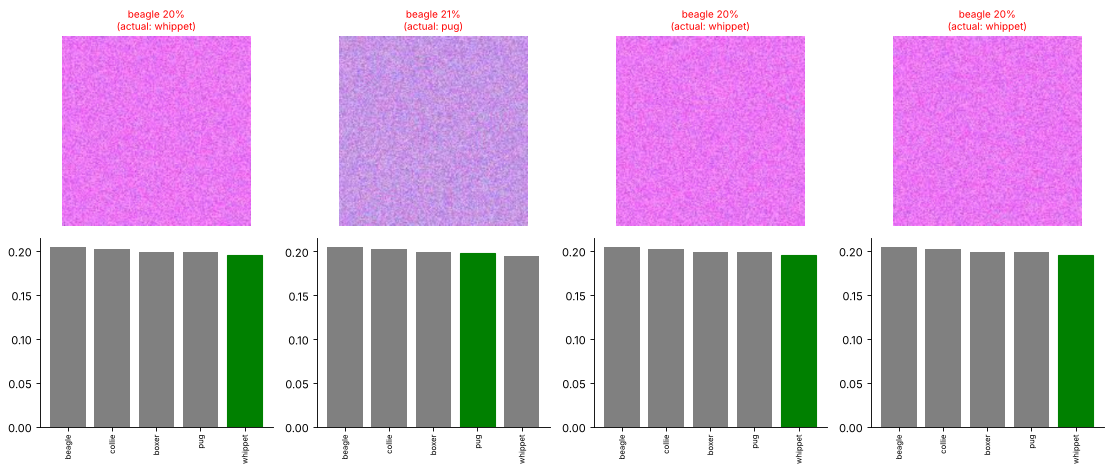 beagle 20%
(actual: whippet)
beagle 21%
(actual: pug)
beagle 20%
(actual: whippet)
beagle 20%
(actual: whippet)
0.20
0.15
0.10
0.05
0.00
beagle
collie
boxer
pug
whippet
0.20
0.15
0.10
0.05
0.00
beagle
collie
boxer
pug
whippet
0.20
0.15
0.10
0.05
0.00
beagle
collie
boxer
pug
whippet
0.20
0.15
0.10
0.05
0.00
beagle
collie
boxer
pug
whippet